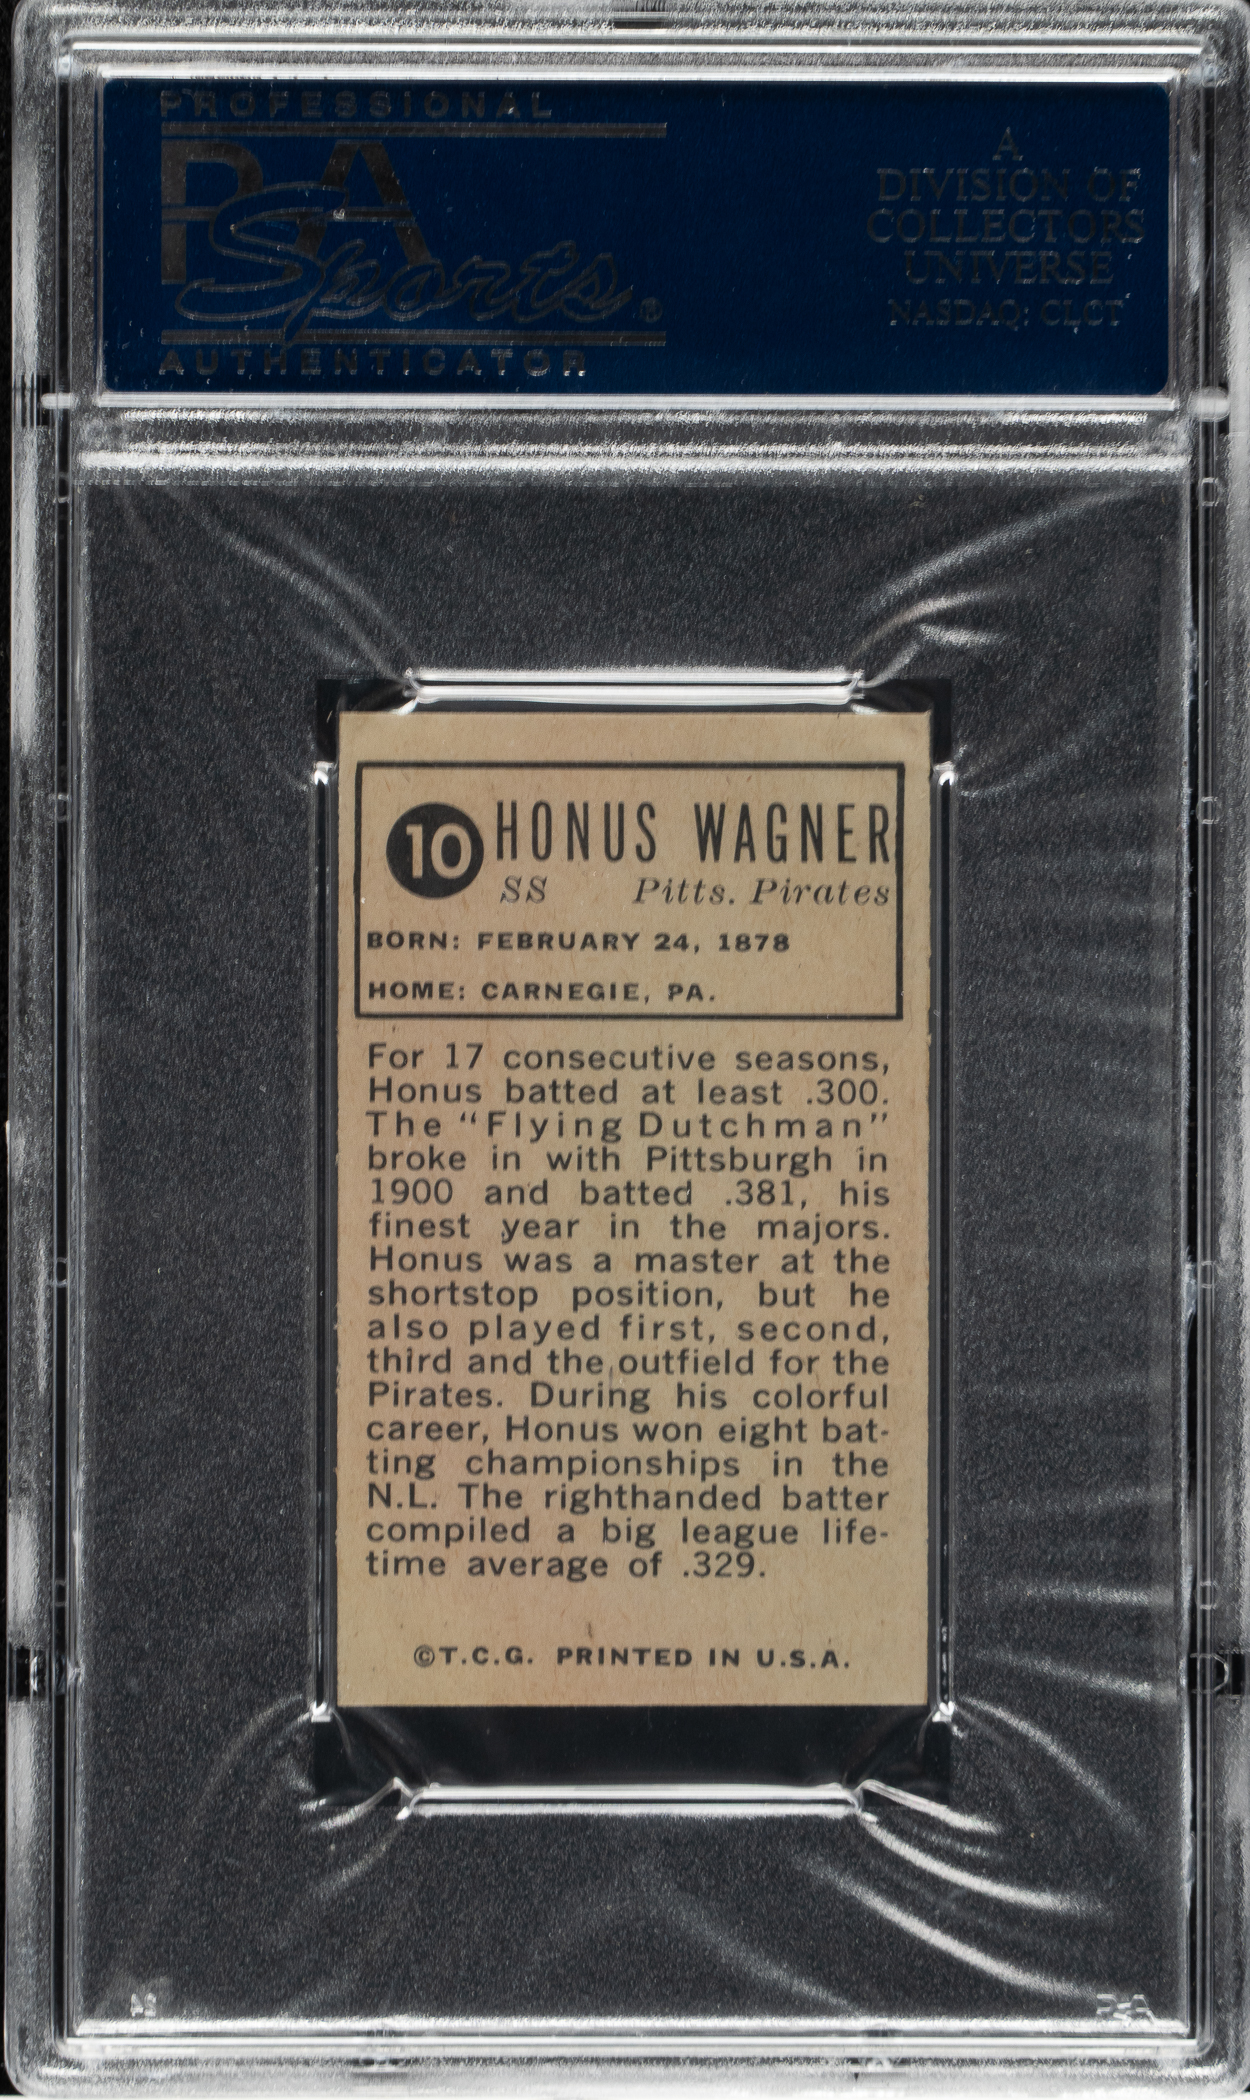 PROFESSIONAL
PSA
Sports®
AUTHENTICATOR
A
DIVISION OF
COLLECTORS
UNIVERSE
NASDAQ: CLCT
10 HONUS WAGNER
SS Pitts. Pirates
BORN: FEBRUARY 24, 1878
HOME: CARNEGIE, PA.
For 17 consecutive seasons,
Honus batted at least .300.
The “Flying Dutchman”
broke in with Pittsburgh in
1900 and batted .381, his
finest year in the majors.
Honus was a master at the
shortstop position, but he
also played first, second,
third and the outfield for the
Pirates. During his colorful
career, Honus won eight bat-
ting championships in the
N.L. The righthanded batter
compiled a big league life-
time average of .329.
©T.C.G. PRINTED IN U.S.A.